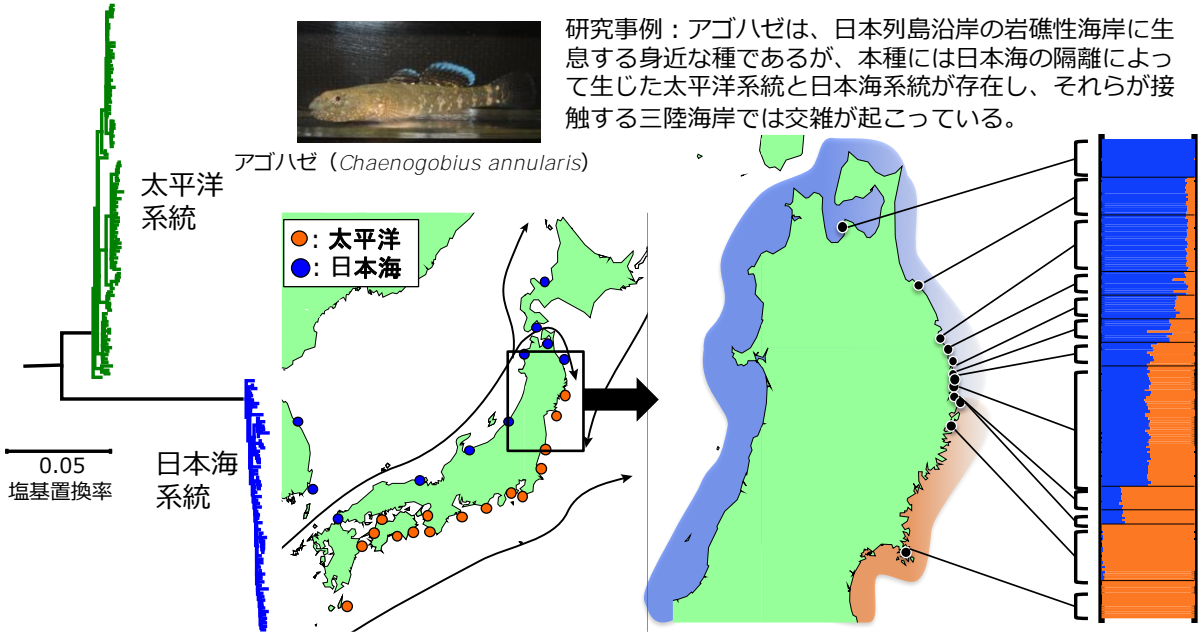 研究事例：アゴハゼは、日本列島沿岸の岩礁性海岸に生
息する身近な種であるが、本種には日本海の隔離によっ
て生じた太平洋系統と日本海系統が存在し、それらが接
触する三陸海岸では交雑が起こっている。
アゴハゼ（Chaenogobius annularis）
太平洋
系統
：太平洋
：日本海
0.05
塩基置換率
日本海
系統